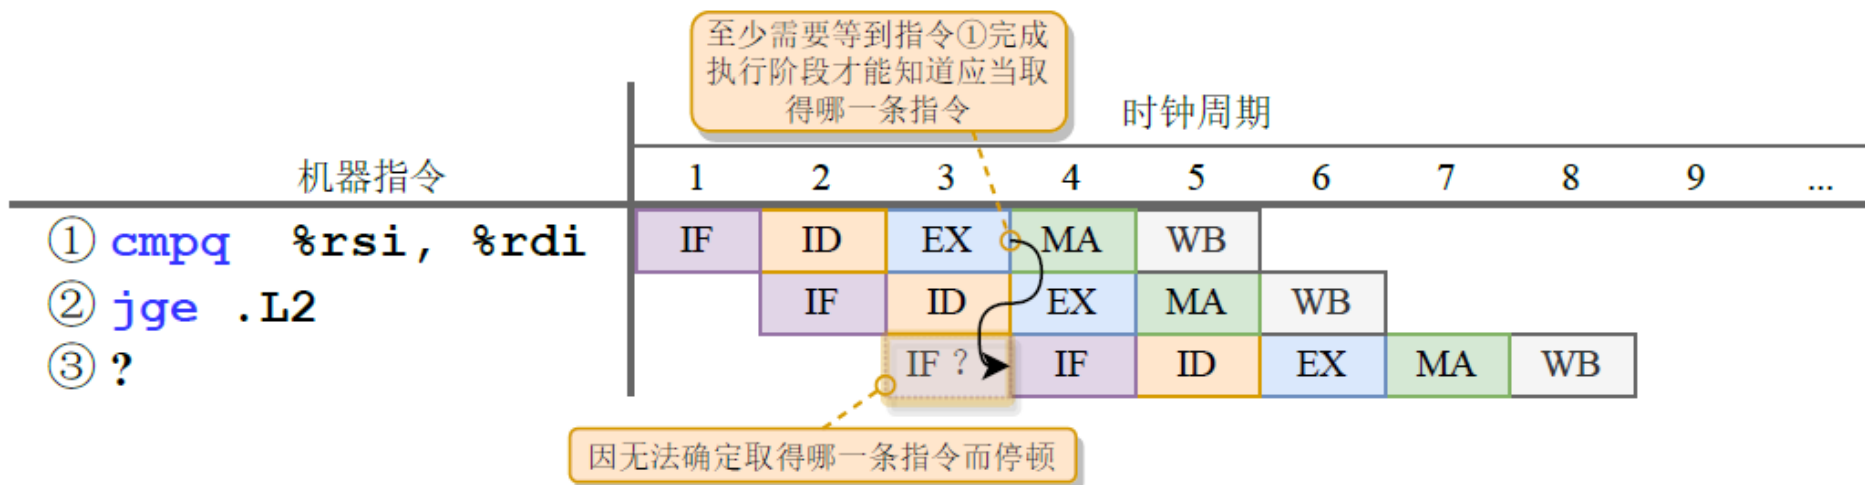 至少需要等到指令①完成
执行阶段才能知道应当取
得哪一条指令
时钟周期
机器指令 1 2 3 4 5 6 7 8 9 ...
① cmpq %rsi, %rdi IF ID EX MA WB
② jge .L2 IF ID EX MA WB
③ ? IF ? IF ID EX MA WB
因无法确定取得哪一条指令而停顿